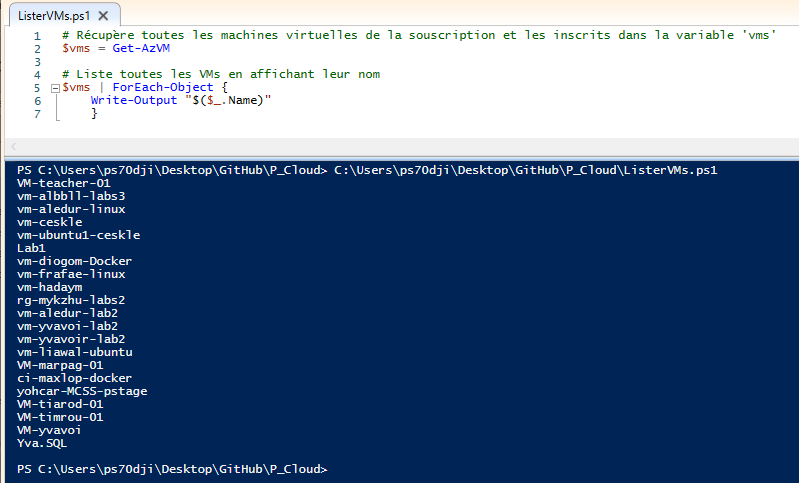 ListerVMs.ps1 X
1 # Récupère toutes les machines virtuelles de la souscription et les inscrits dans la variable 'vms'
2 $vms = Get-AzVM
3
4 # Liste toutes les VMs en affichant leur nom
5 $vms | ForEach-Object {
6 Write-Output "$($_.Name)"
7 }
PS C:\Users\ps70dji\Desktop\GitHub\P_Cloud> C:\Users\ps70dji\Desktop\GitHub\P_Cloud\ListerVMs.ps1
VM-teacher-01
vm-albbll-labs3
vm-aledur-linux
vm-ceskle
vm-ubuntu1-ceskle
Lab1
vm-diogom-Docker
vm-frafae-linux
vm-hadaym
rg-mykzhu-labs2
vm-aledur-lab2
vm-yvavoi-lab2
vm-yvavoir-lab2
vm-liawal-ubuntu
VM-marpag-01
ci-maxlop-docker
yohcar-MCSS-pstage
VM-tiarod-01
VM-timrou-01
VM-yvavoi
Yva.SQL
PS C:\Users\ps70dji\Desktop\GitHub\P_Cloud>